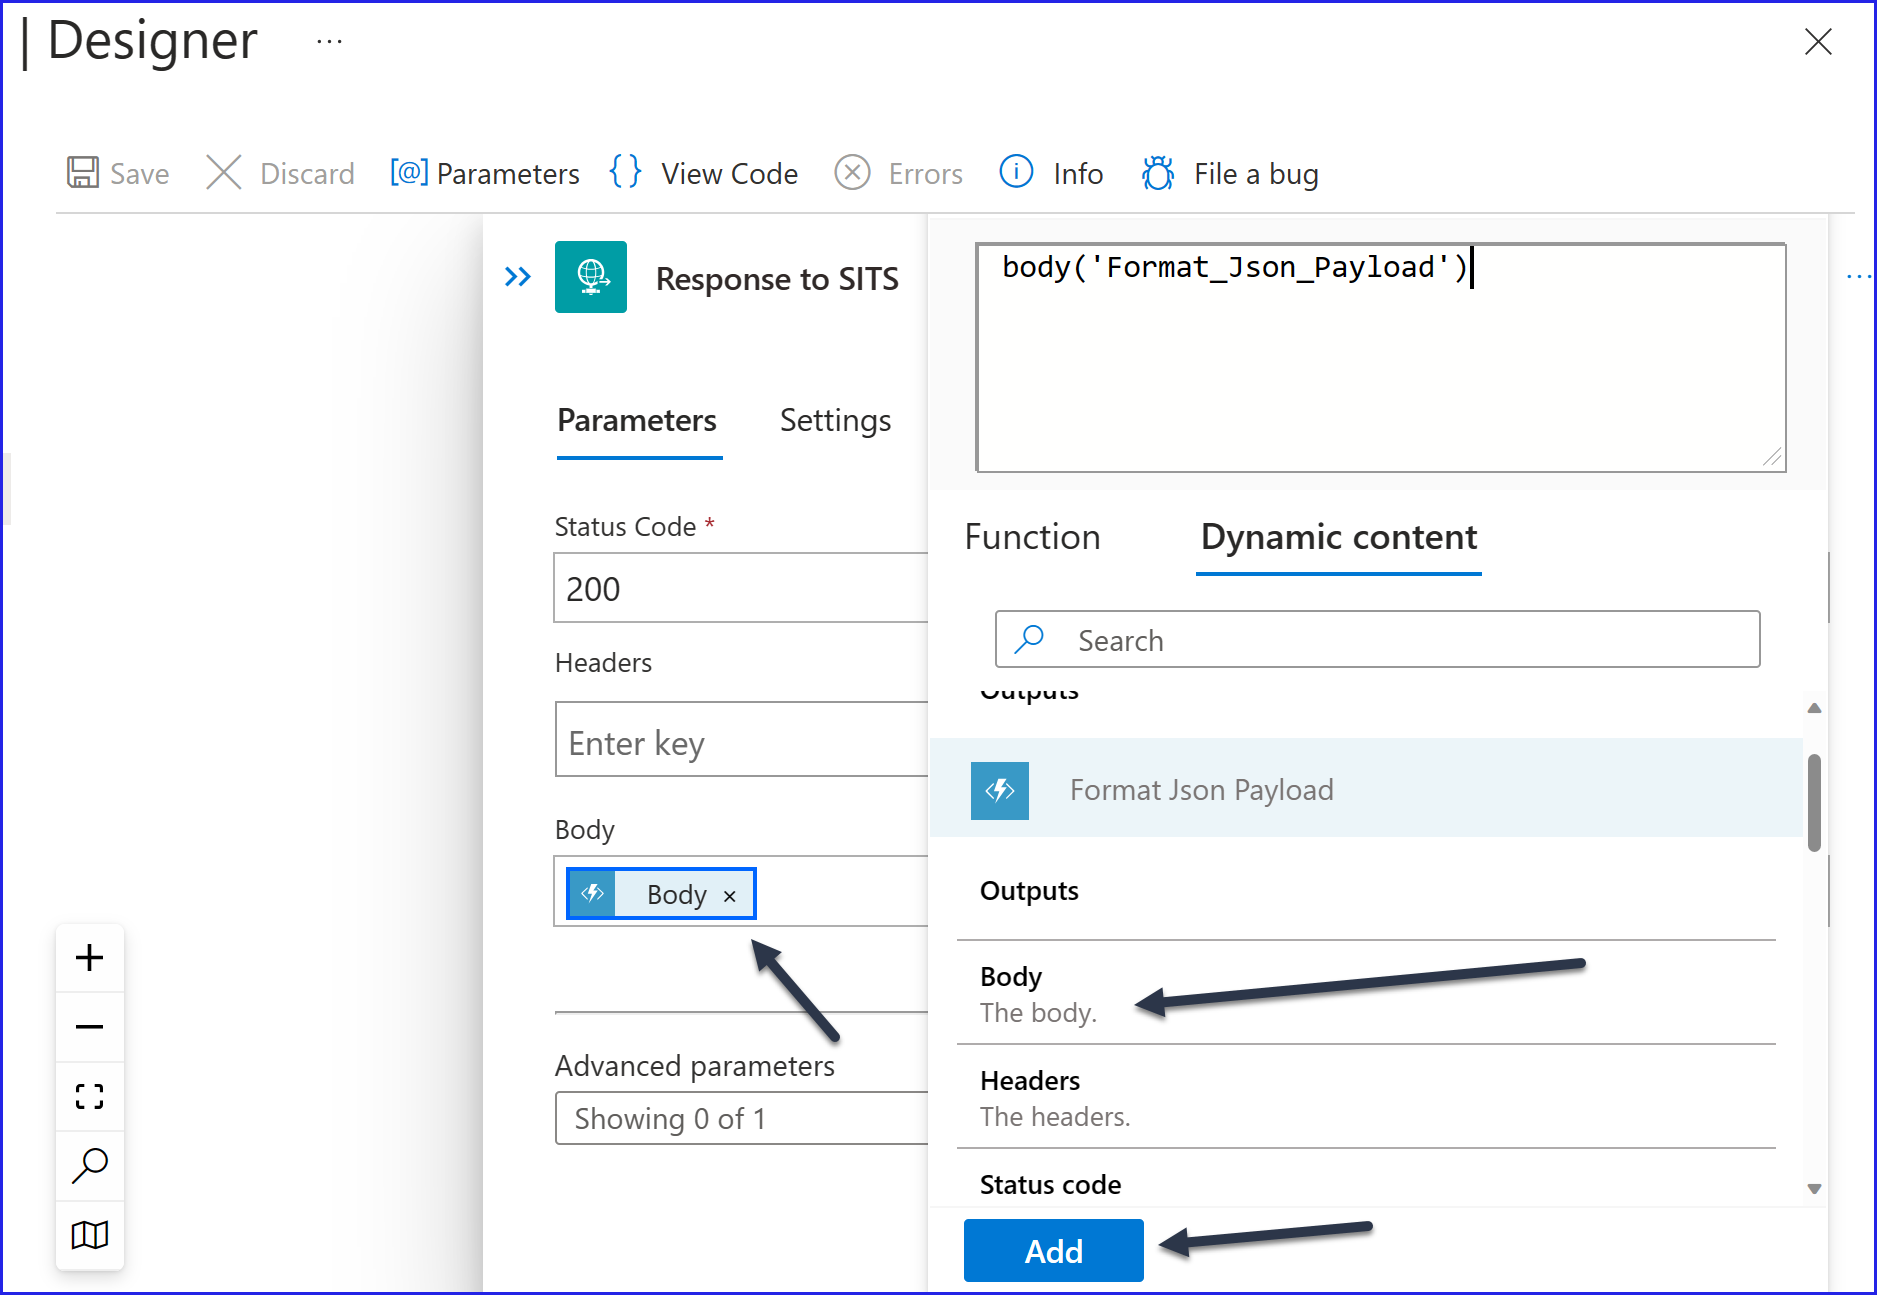 | Designer ...
Save Discard [@] Parameters {} View Code Errors Info File a bug
Response to SITS
Parameters Settings
Status Code *
200
Headers
Enter key
Body
Body ×
Advanced parameters
Showing 0 of 1
body('Format_Json_Payload')
Function Dynamic content
Search
Outputs
Format Json Payload
Outputs
Body
The body.
Headers
The headers.
Status code
Add